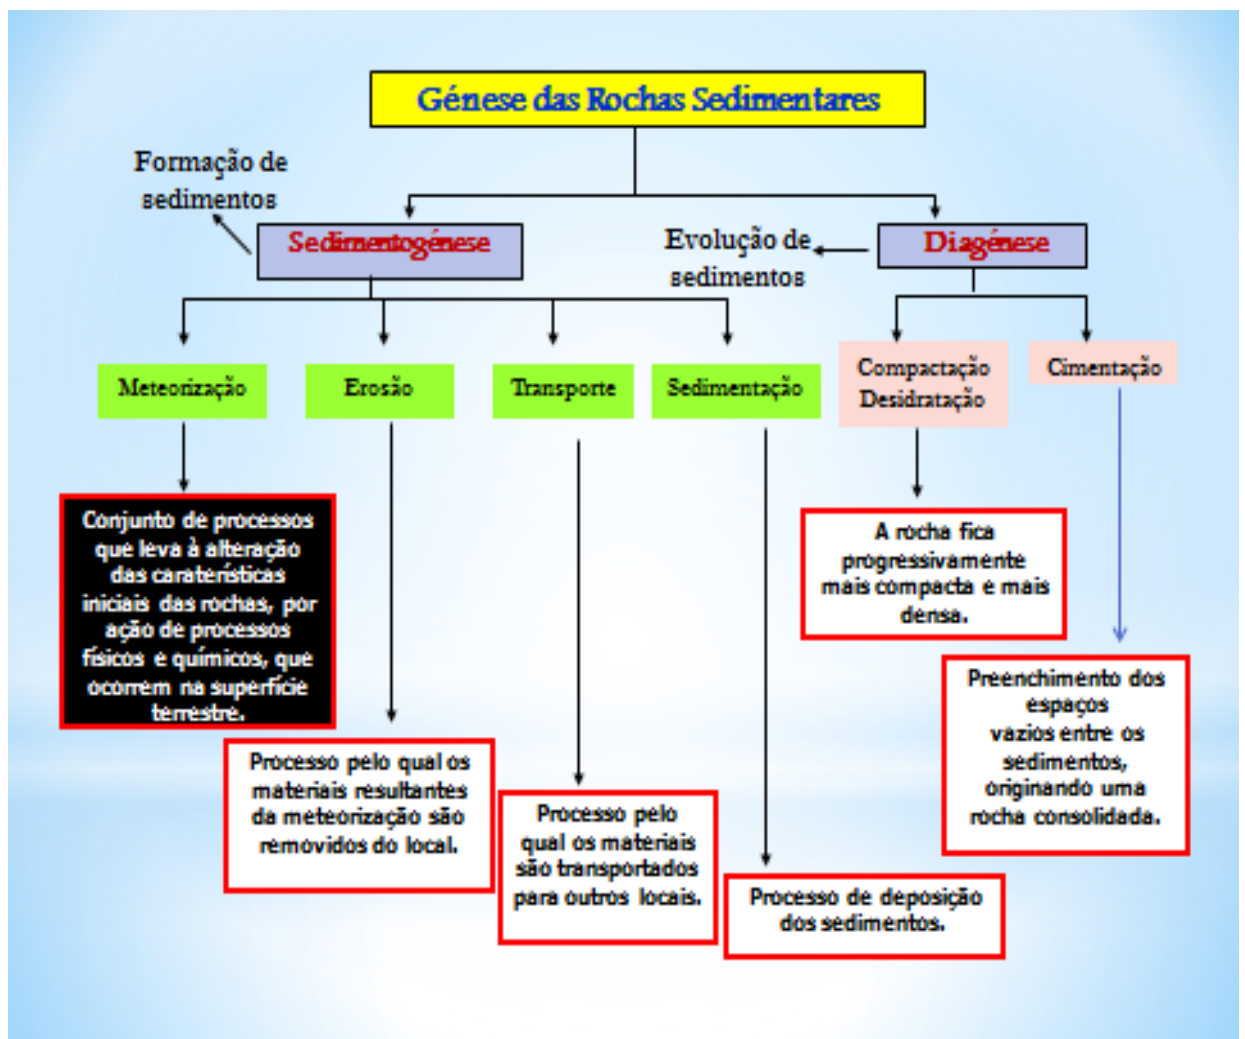 Génese das Rochas Sedimentares
Formação de
sedimentos
Sedimentogénese
Evolução de
sedimentos
Diagénese
Meteorização
Erosão
Transporte
Sedimentação
Compactação
Desidratação
Cimentação
Conjunto de processos
que leva à alteração
das caraterísticas
iniciais das rochas, por
ação de processos
físicos e químicos, que
ocorrem na superfície
terrestre.
Processo pelo qual os
materiais resultantes
da meteorização são
removidos do local.
Processo pelo
qual os materiais
são transportados
para outros locais.
Processo de deposição
dos sedimentos.
A rocha fica
progressivamente
mais compacta e mais
densa.
Preenchimento dos
espaços
vazios entre os
sedimentos,
originando uma
rocha consolidada.